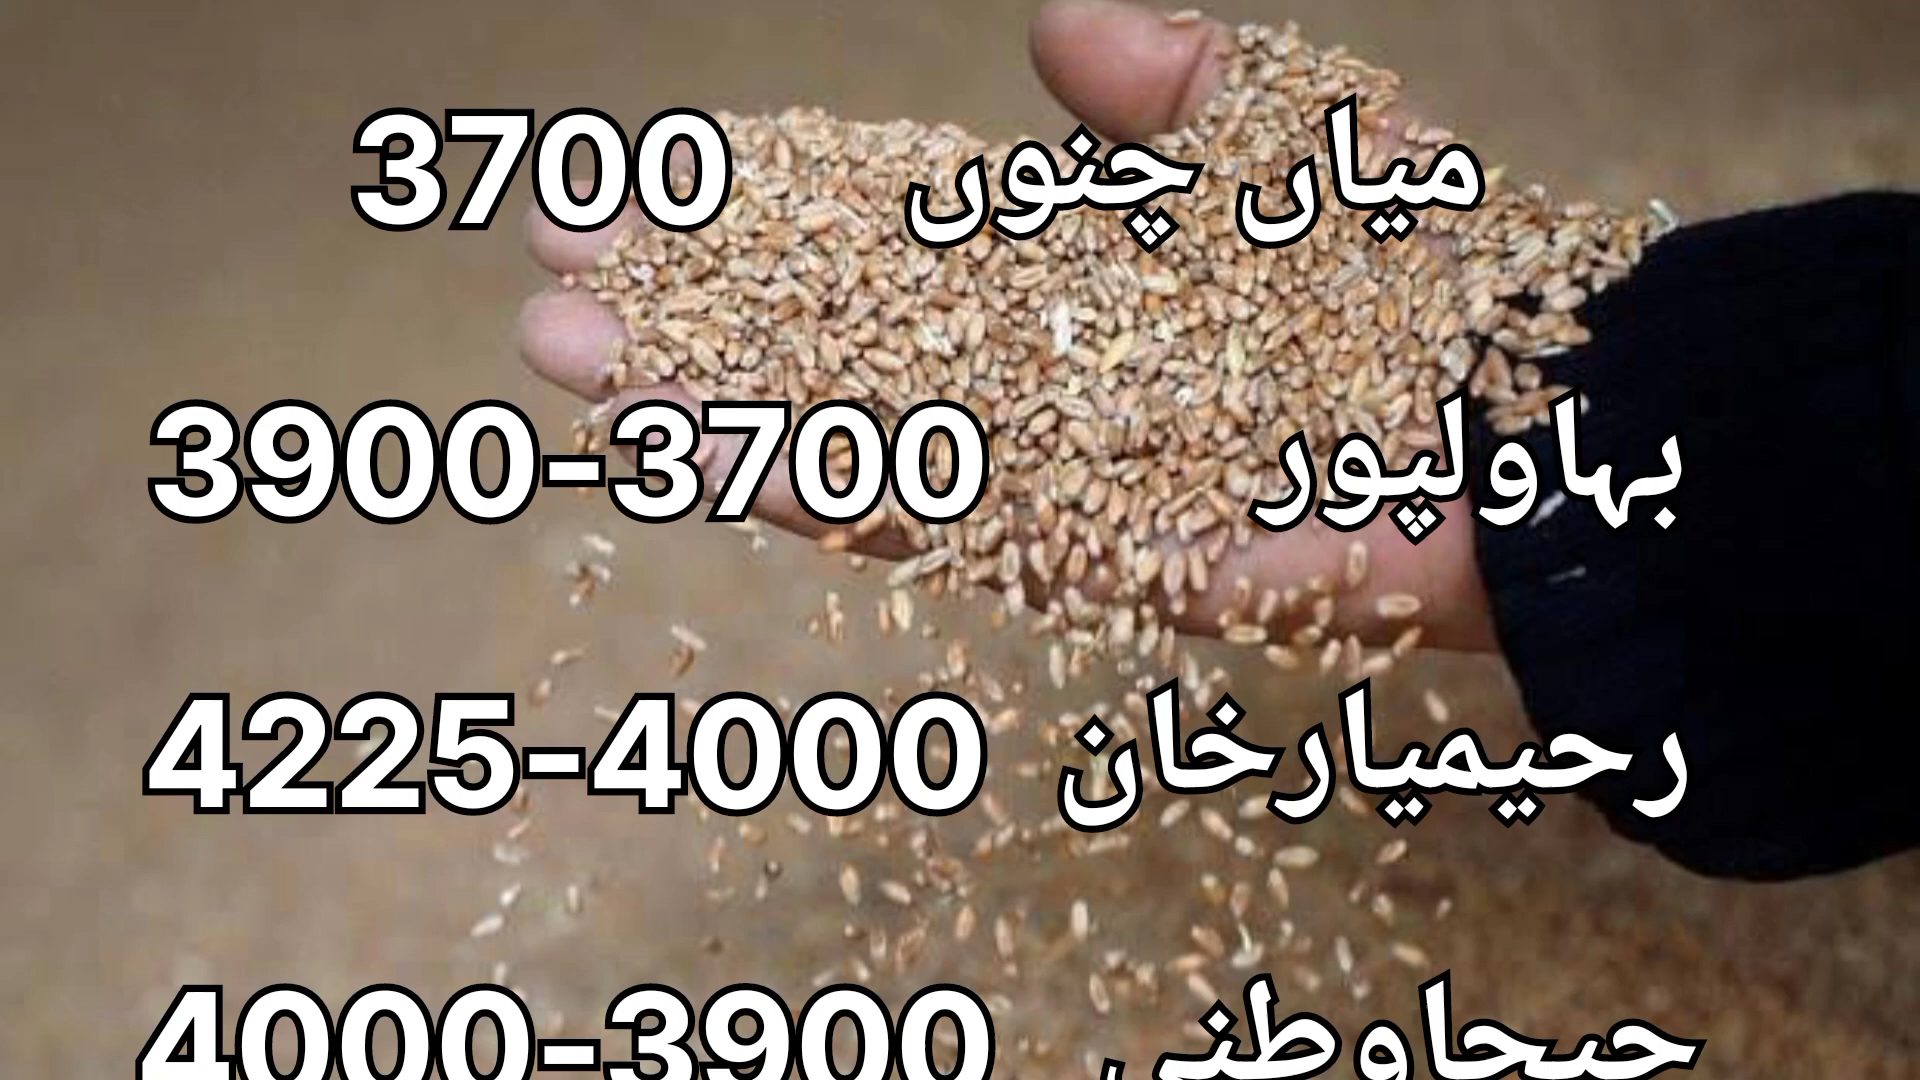 میاں چنوں 3700
بہاولپور 3900-3700
رحیمیارخان 4225-4000
4000-3900